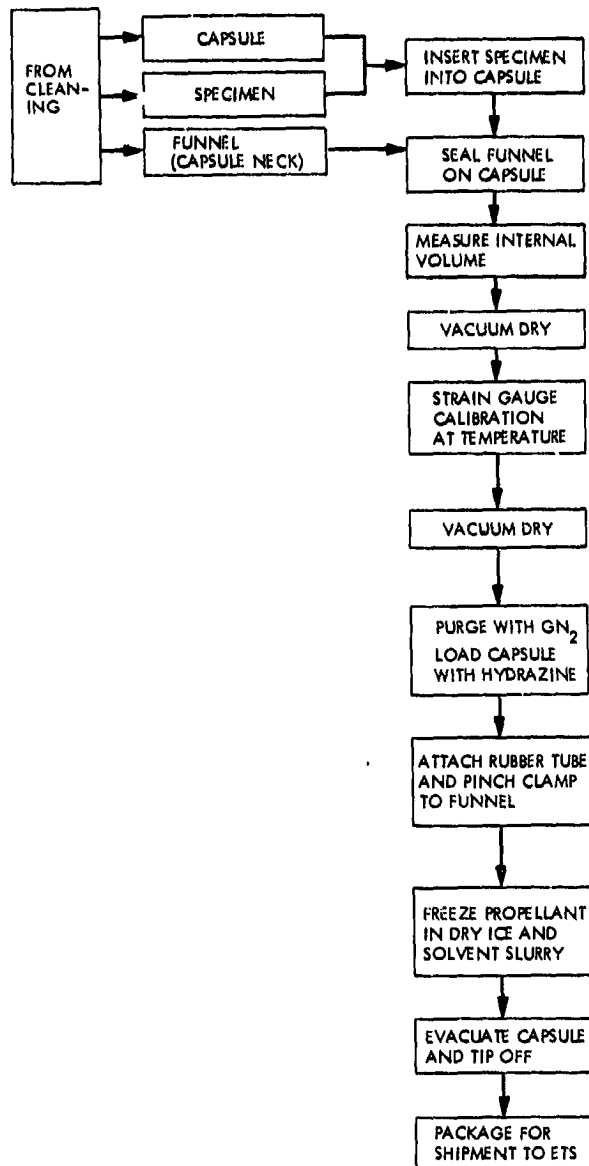 FROM
CLEAN-
ING
CAPSULE
SPECIMEN
FUNNEL
(CAPSULE NECK)
INSERT SPECIMEN
INTO CAPSULE
SEAL FUNNEL
ON CAPSULE
MEASURE INTERNAL
VOLUME
VACUUM DRY
STRAIN GAUGE
CALIBRATION
AT TEMPERATURE
VACUUM DRY
PURGE WITH GN₂
LOAD CAPSULE
WITH HYDRAZINE
ATTACH RUBBER TUBE
AND PINCH CLAMP
TO FUNNEL
FREEZE PROPELLANT
IN DRY ICE AND
SOLVENT SLURRY
EVACUATE CAPSULE
AND TIP OFF
PACKAGE FOR
SHIPMENT TO ETS